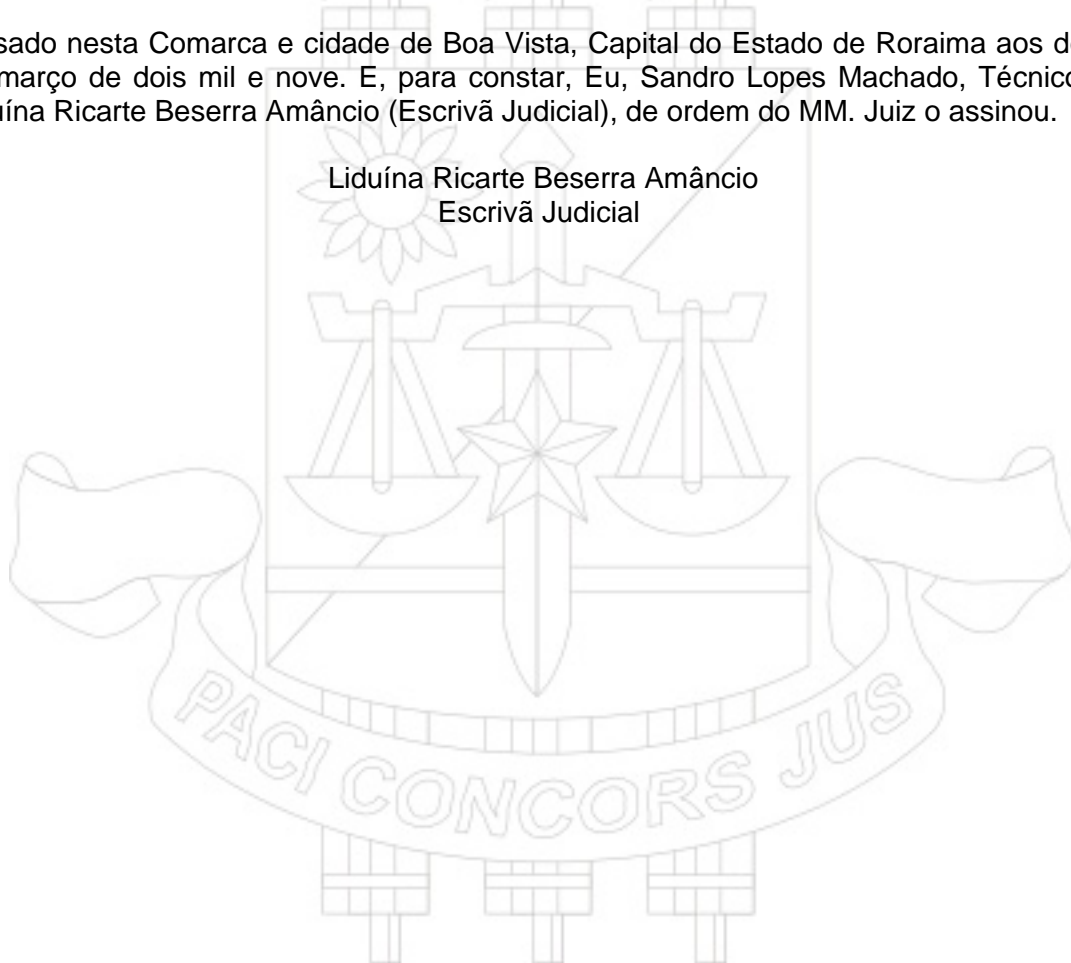 sado nesta Comarca e cidade de Boa Vista, Capital do Estado de Roraima aos d
março de dois mil e nove. E, para constar, Eu, Sandro Lopes Machado, Técnico
uína Ricarte Beserra Amâncio (Escrivã Judicial), de ordem do MM. Juiz o assinou.
Liduína Ricarte Beserra Amâncio
Escrivã Judicial
PACI CONCORS JUS